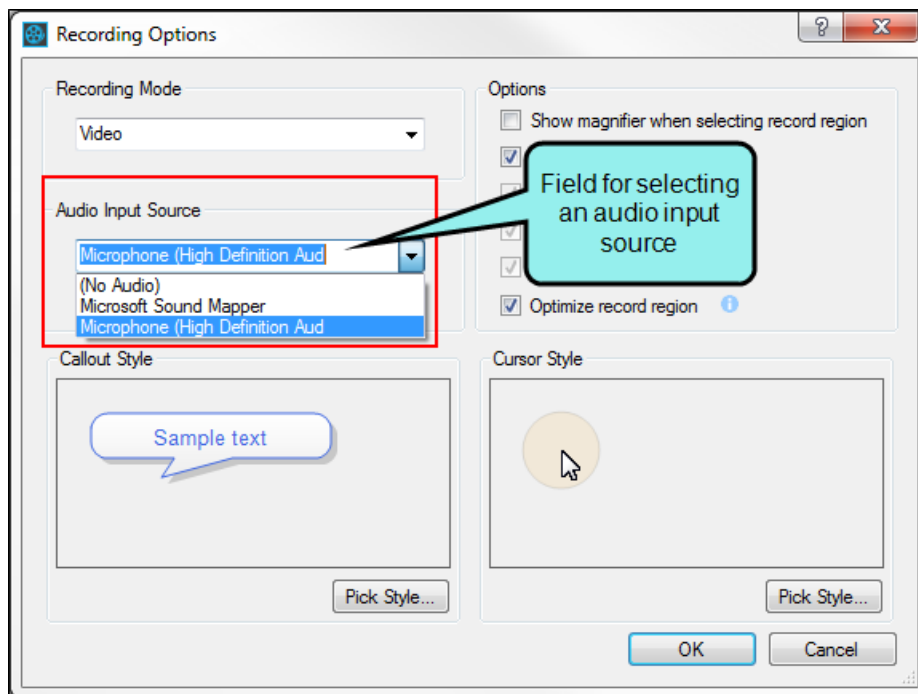 Recording Options
Recording Mode
Video
Audio Input Source
Microphone (High Definition Aud
(No Audio)
Microsoft Sound Mapper
Microphone (High Definition Aud
Options
Show magnifier when selecting record region
Field for selecting
an audio input
source
Optimize record region
Callout Style
Sample text
Pick Style...
Cursor Style
Pick Style...
OK
Cancel